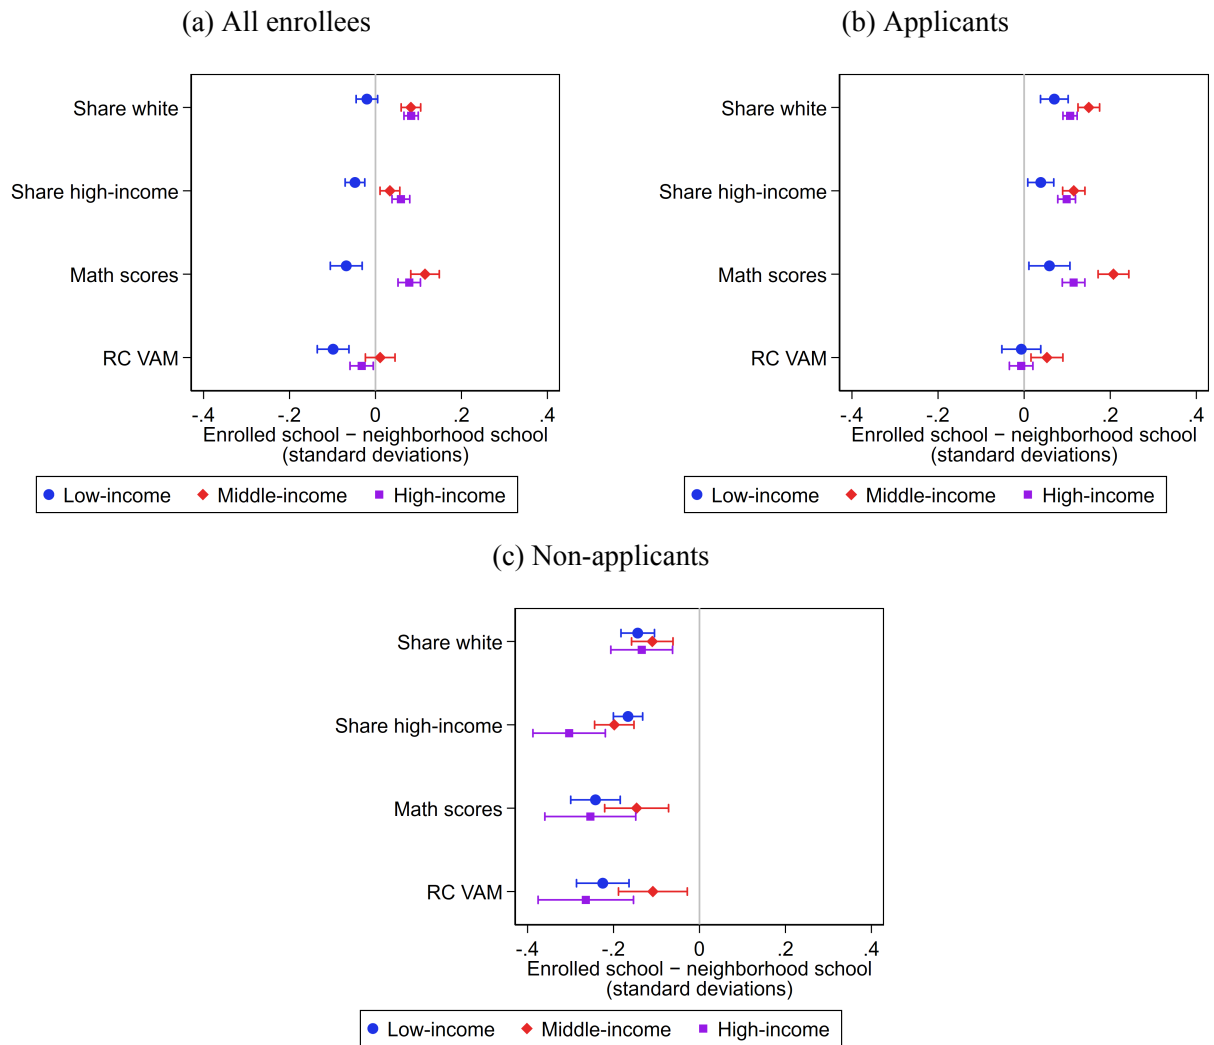 (a) All enrollees
Share white
Share high-income
Math scores
RC VAM
-.4 -.2 0 .2 .4
Enrolled school − neighborhood school
(standard deviations)
Low-income Middle-income High-income
(b) Applicants
Share white
Share high-income
Math scores
RC VAM
-.4 -.2 0 .2 .4
Enrolled school − neighborhood school
(standard deviations)
Low-income Middle-income High-income
(c) Non-applicants
Share white
Share high-income
Math scores
RC VAM
-.4 -.2 0 .2 .4
Enrolled school − neighborhood school
(standard deviations)
Low-income Middle-income High-income